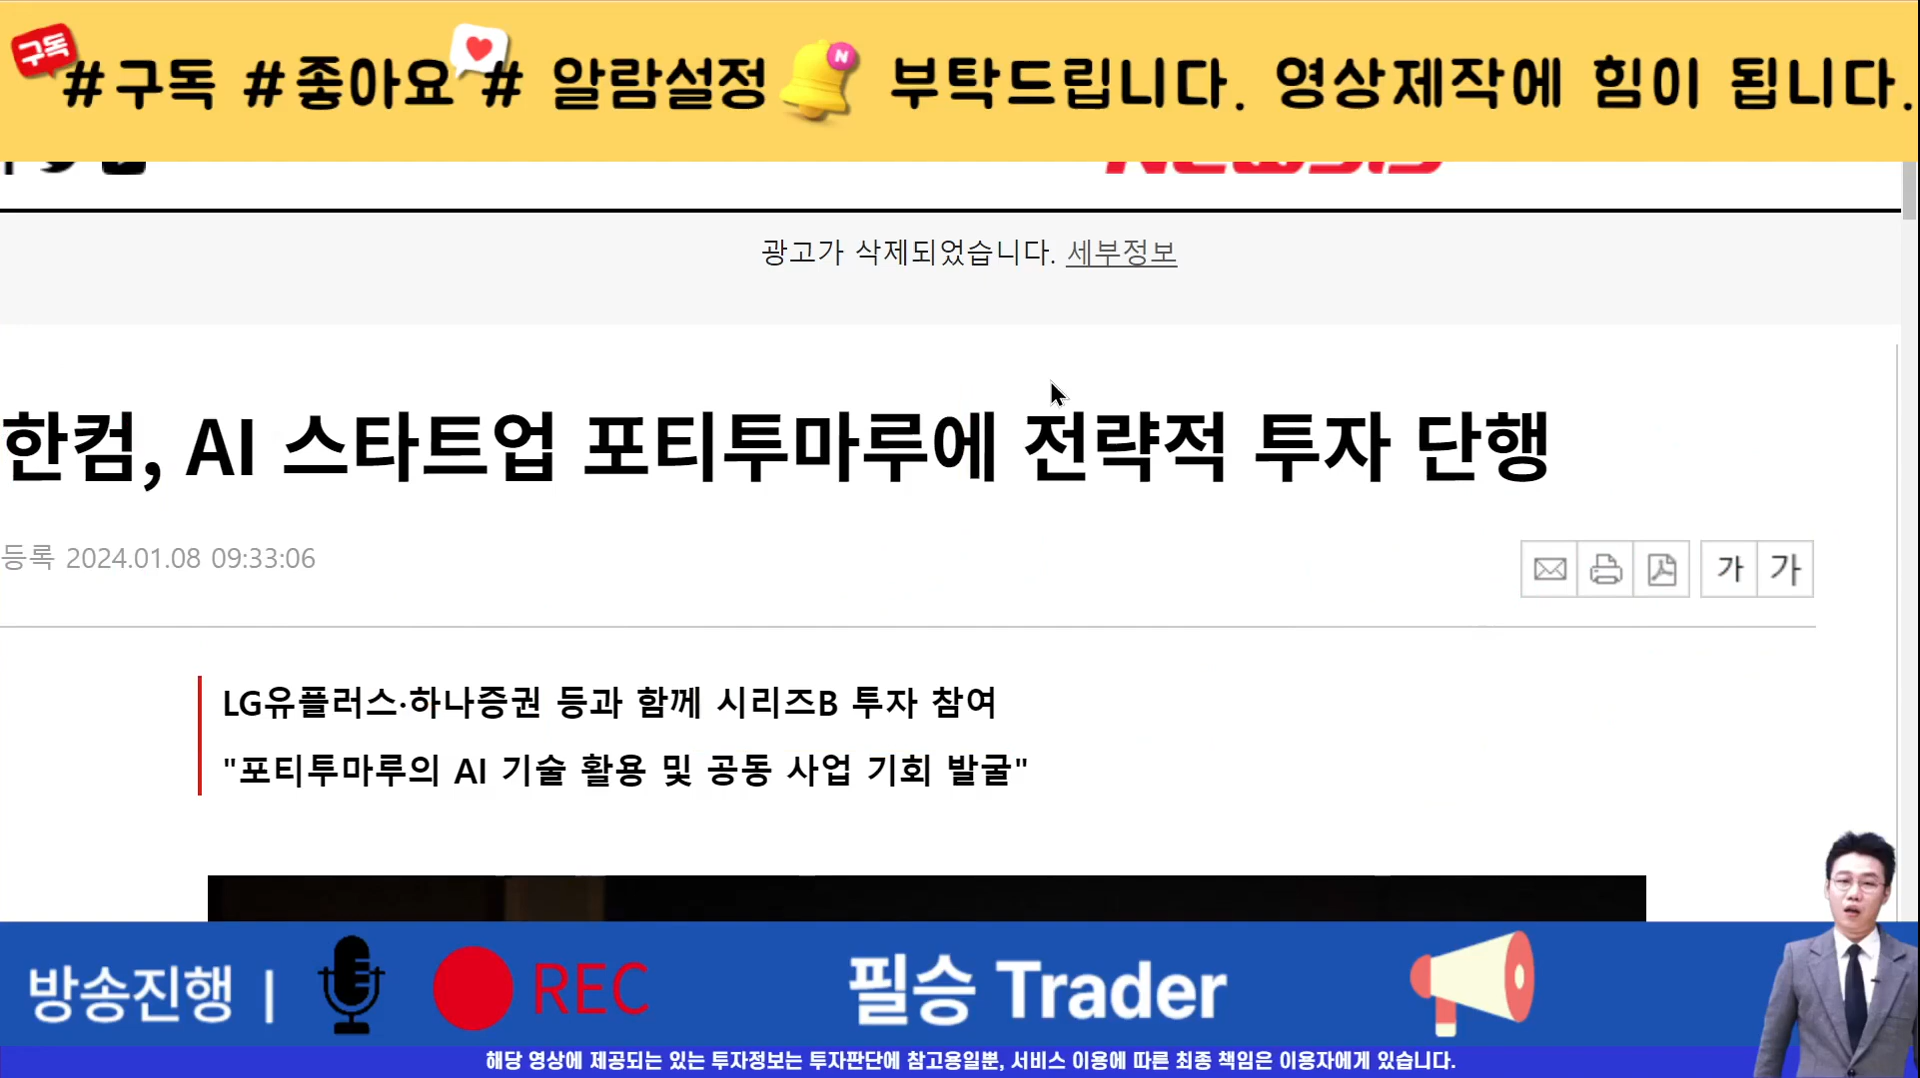 구독
#구독 #좋아요 # 알람설정 N 부탁드립니다. 영상제작에 힘이 됩니다.
광고가 삭제되었습니다. 세부정보
한컴, AI 스타트업 포티투마루에 전략적 투자 단행
등록 2024.01.08 09:33:06
가 가
LG유플러스·하나증권 등과 함께 시리즈B 투자 참여
"포티투마루의 AI 기술 활용 및 공동 사업 기회 발굴"
방송진행 | REC 필승 Trader
해당 영상에 제공되는 있는 투자정보는 투자판단에 참고용일뿐, 서비스 이용에 따른 최종 책임은 이용자에게 있습니다.